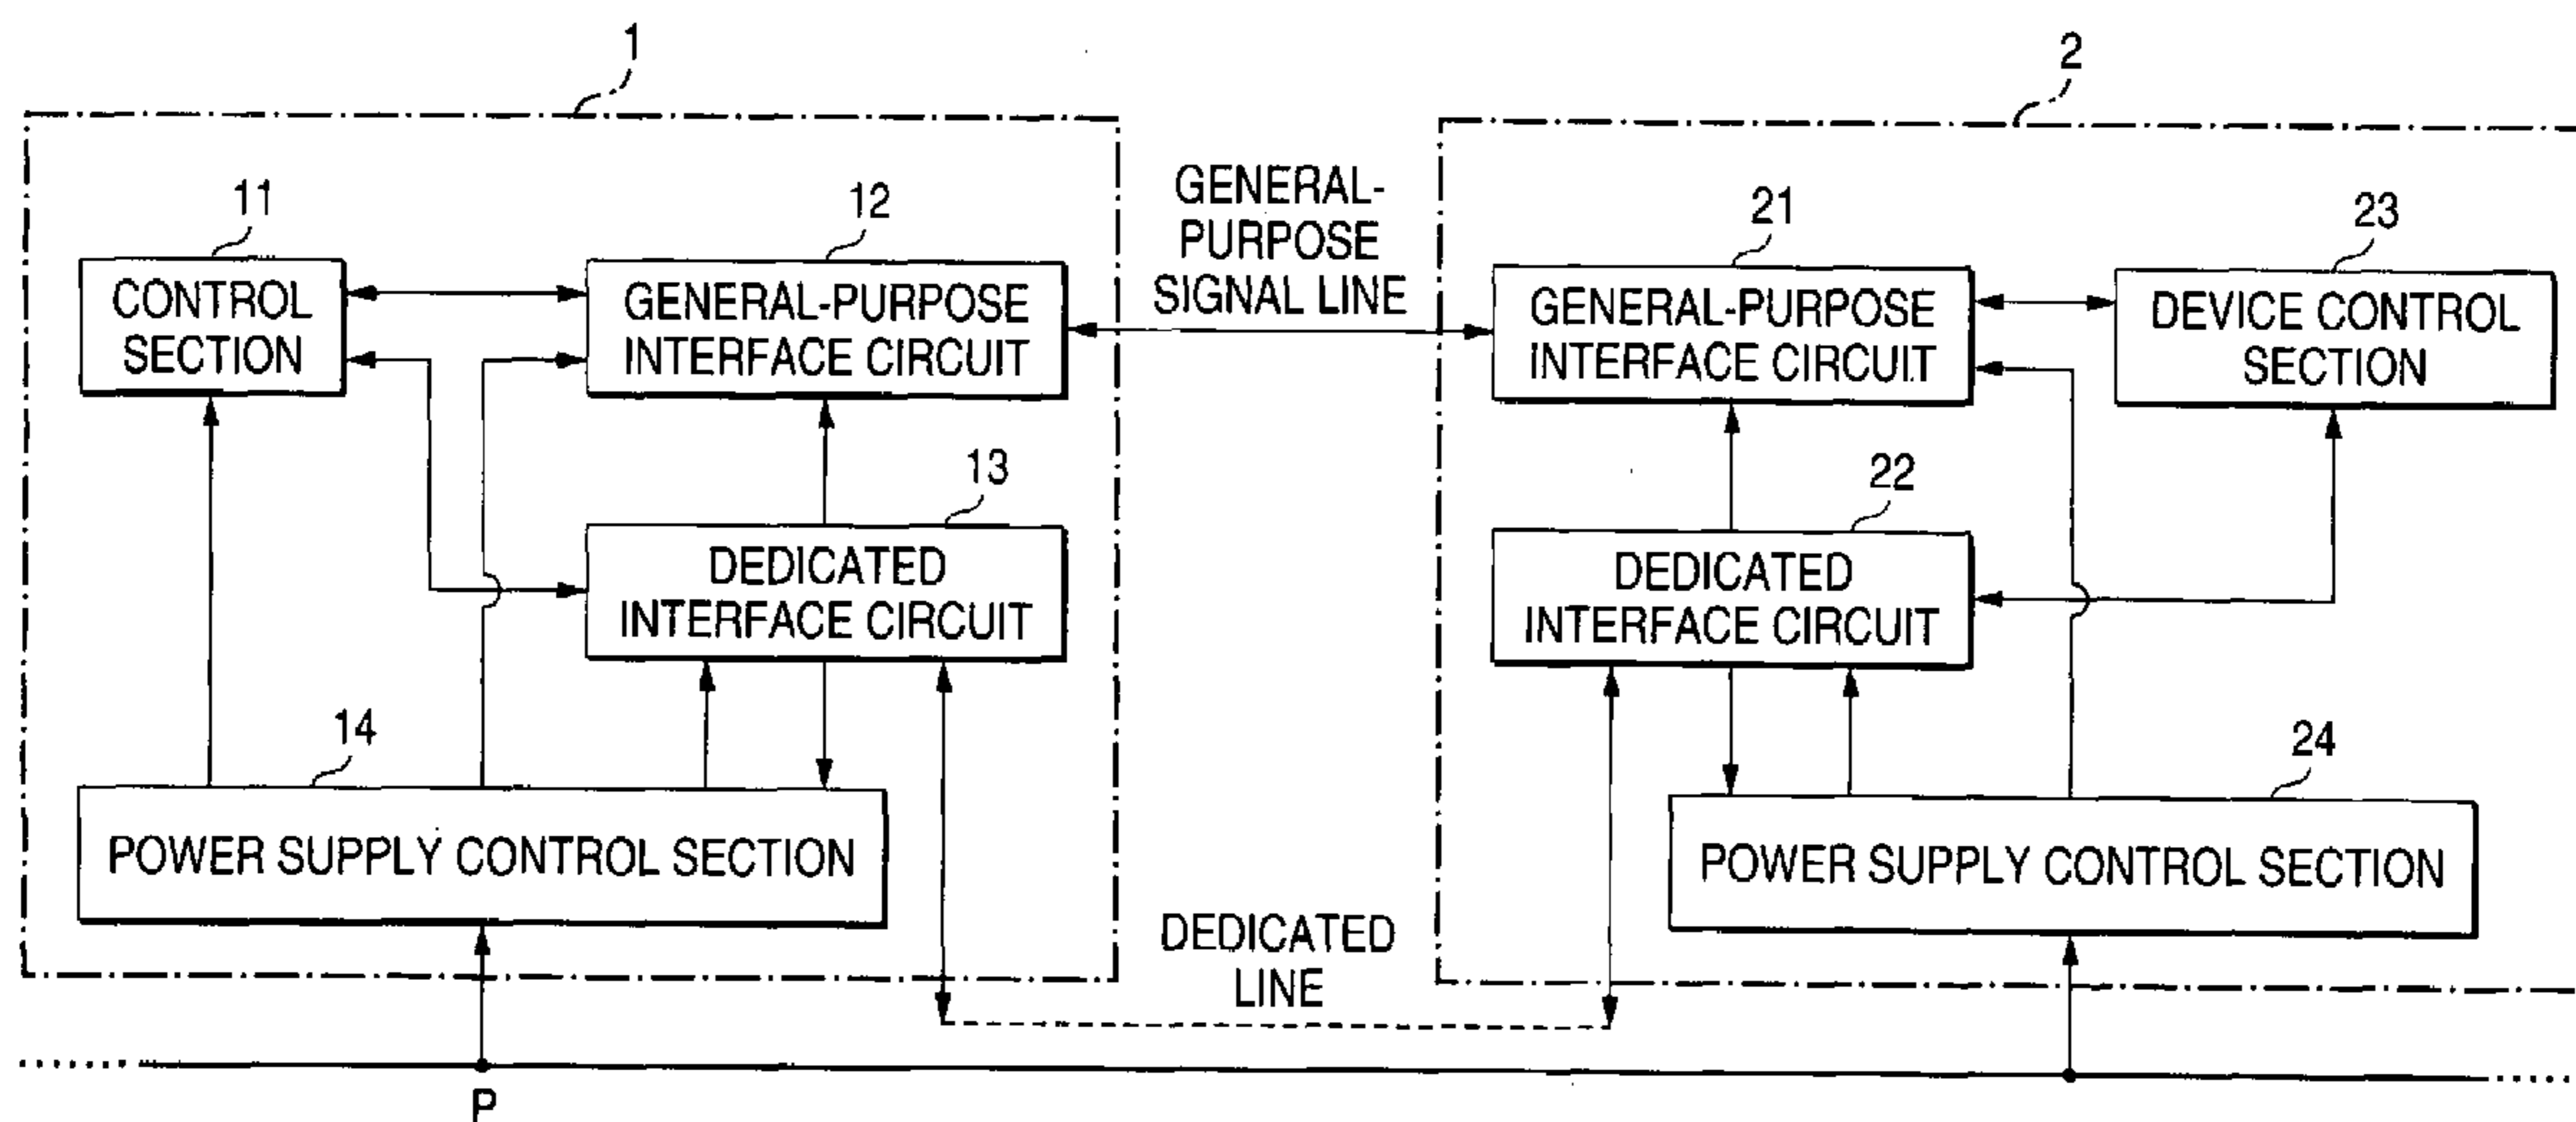 1
2
11
CONTROL
SECTION
12
GENERAL-PURPOSE
INTERFACE CIRCUIT
GENERAL-
PURPOSE
SIGNAL LINE
21
GENERAL-PURPOSE
INTERFACE CIRCUIT
23
DEVICE CONTROL
SECTION
13
DEDICATED
INTERFACE CIRCUIT
22
DEDICATED
INTERFACE CIRCUIT
14
POWER SUPPLY CONTROL SECTION
24
POWER SUPPLY CONTROL SECTION
DEDICATED
LINE
P